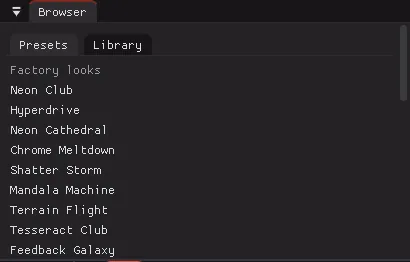 Browser
Presets Library
Factory looks
Neon Club
Hyperdrive
Neon Cathedral
Chrome Meltdown
Shatter Storm
Mandala Machine
Terrain Flight
Tesseract Club
Feedback Galaxy